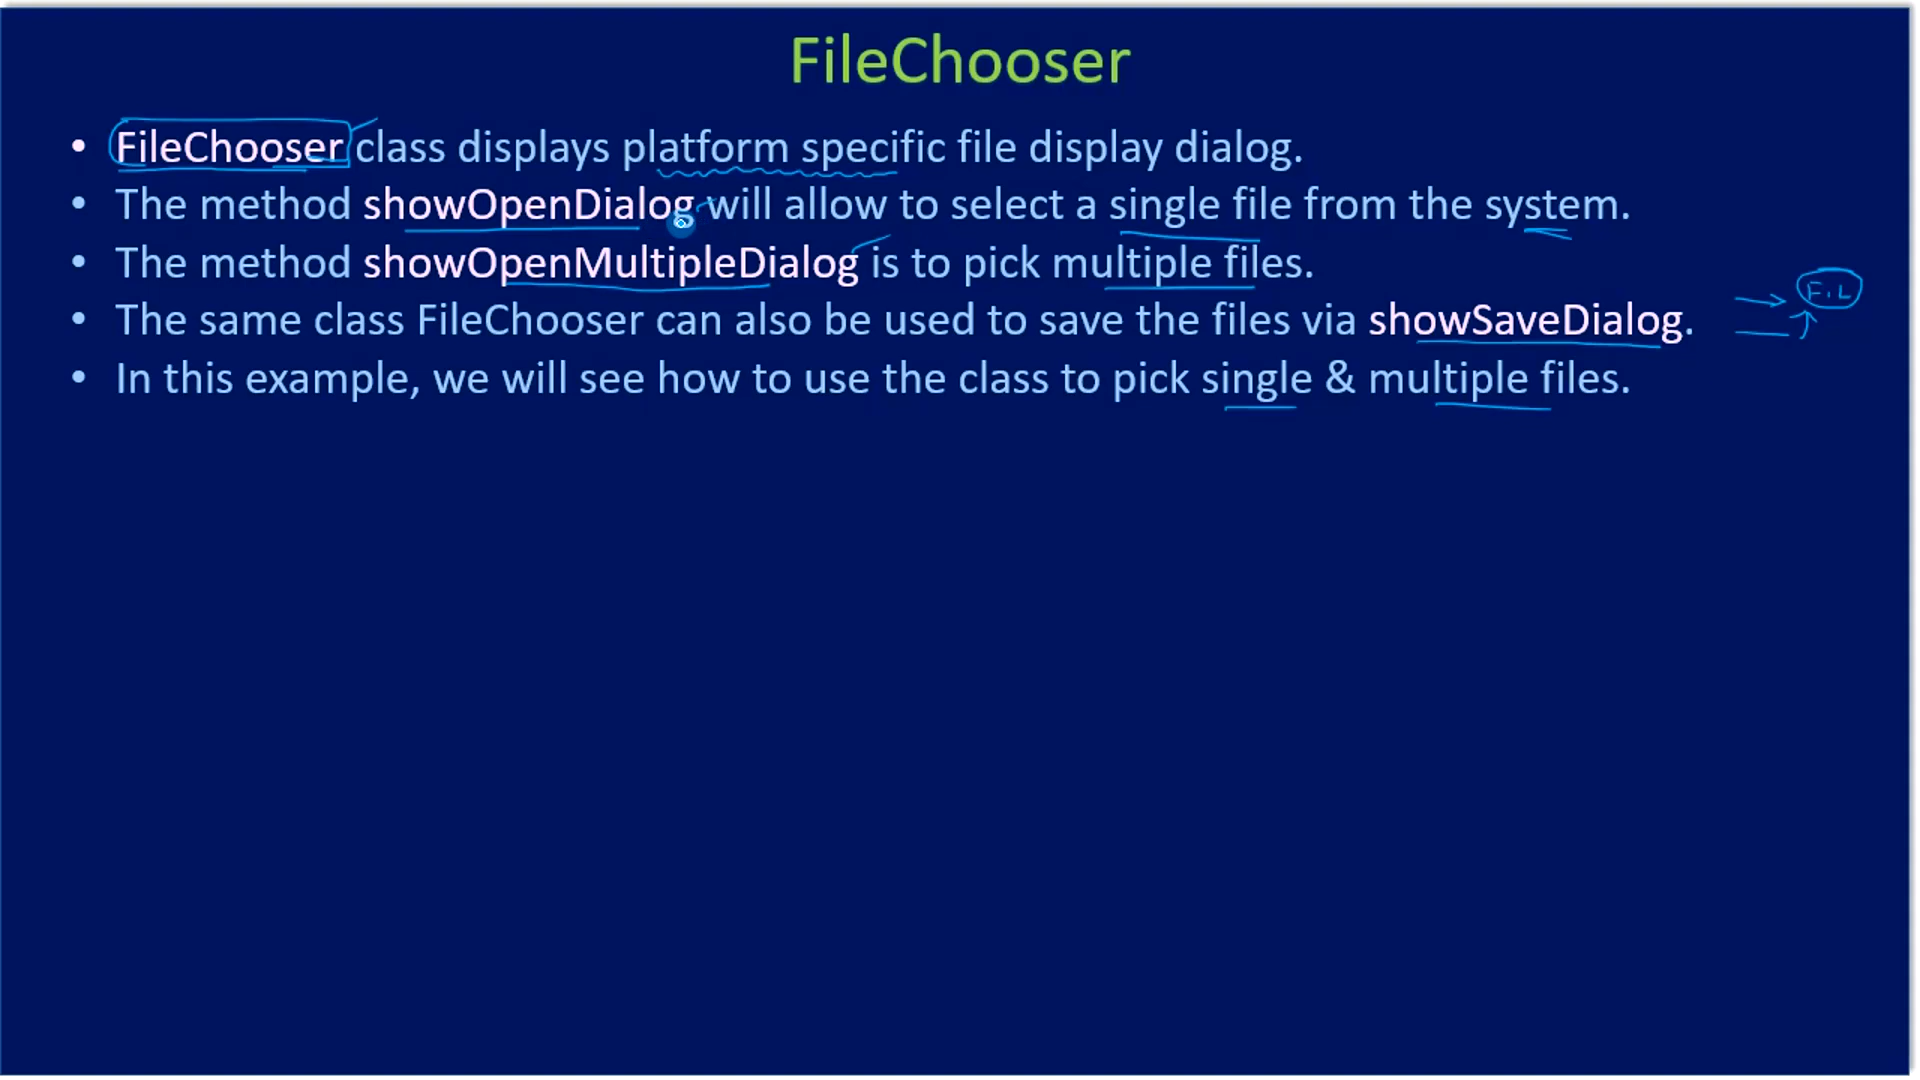 FileChooser
• FileChooser class displays platform specific file display dialog.
• The method showOpenDialog will allow to select a single file from the system.
• The method showOpenMultipleDialog is to pick multiple files.
• The same class FileChooser can also be used to save the files via showSaveDialog.
FiL
• In this example, we will see how to use the class to pick single & multiple files.